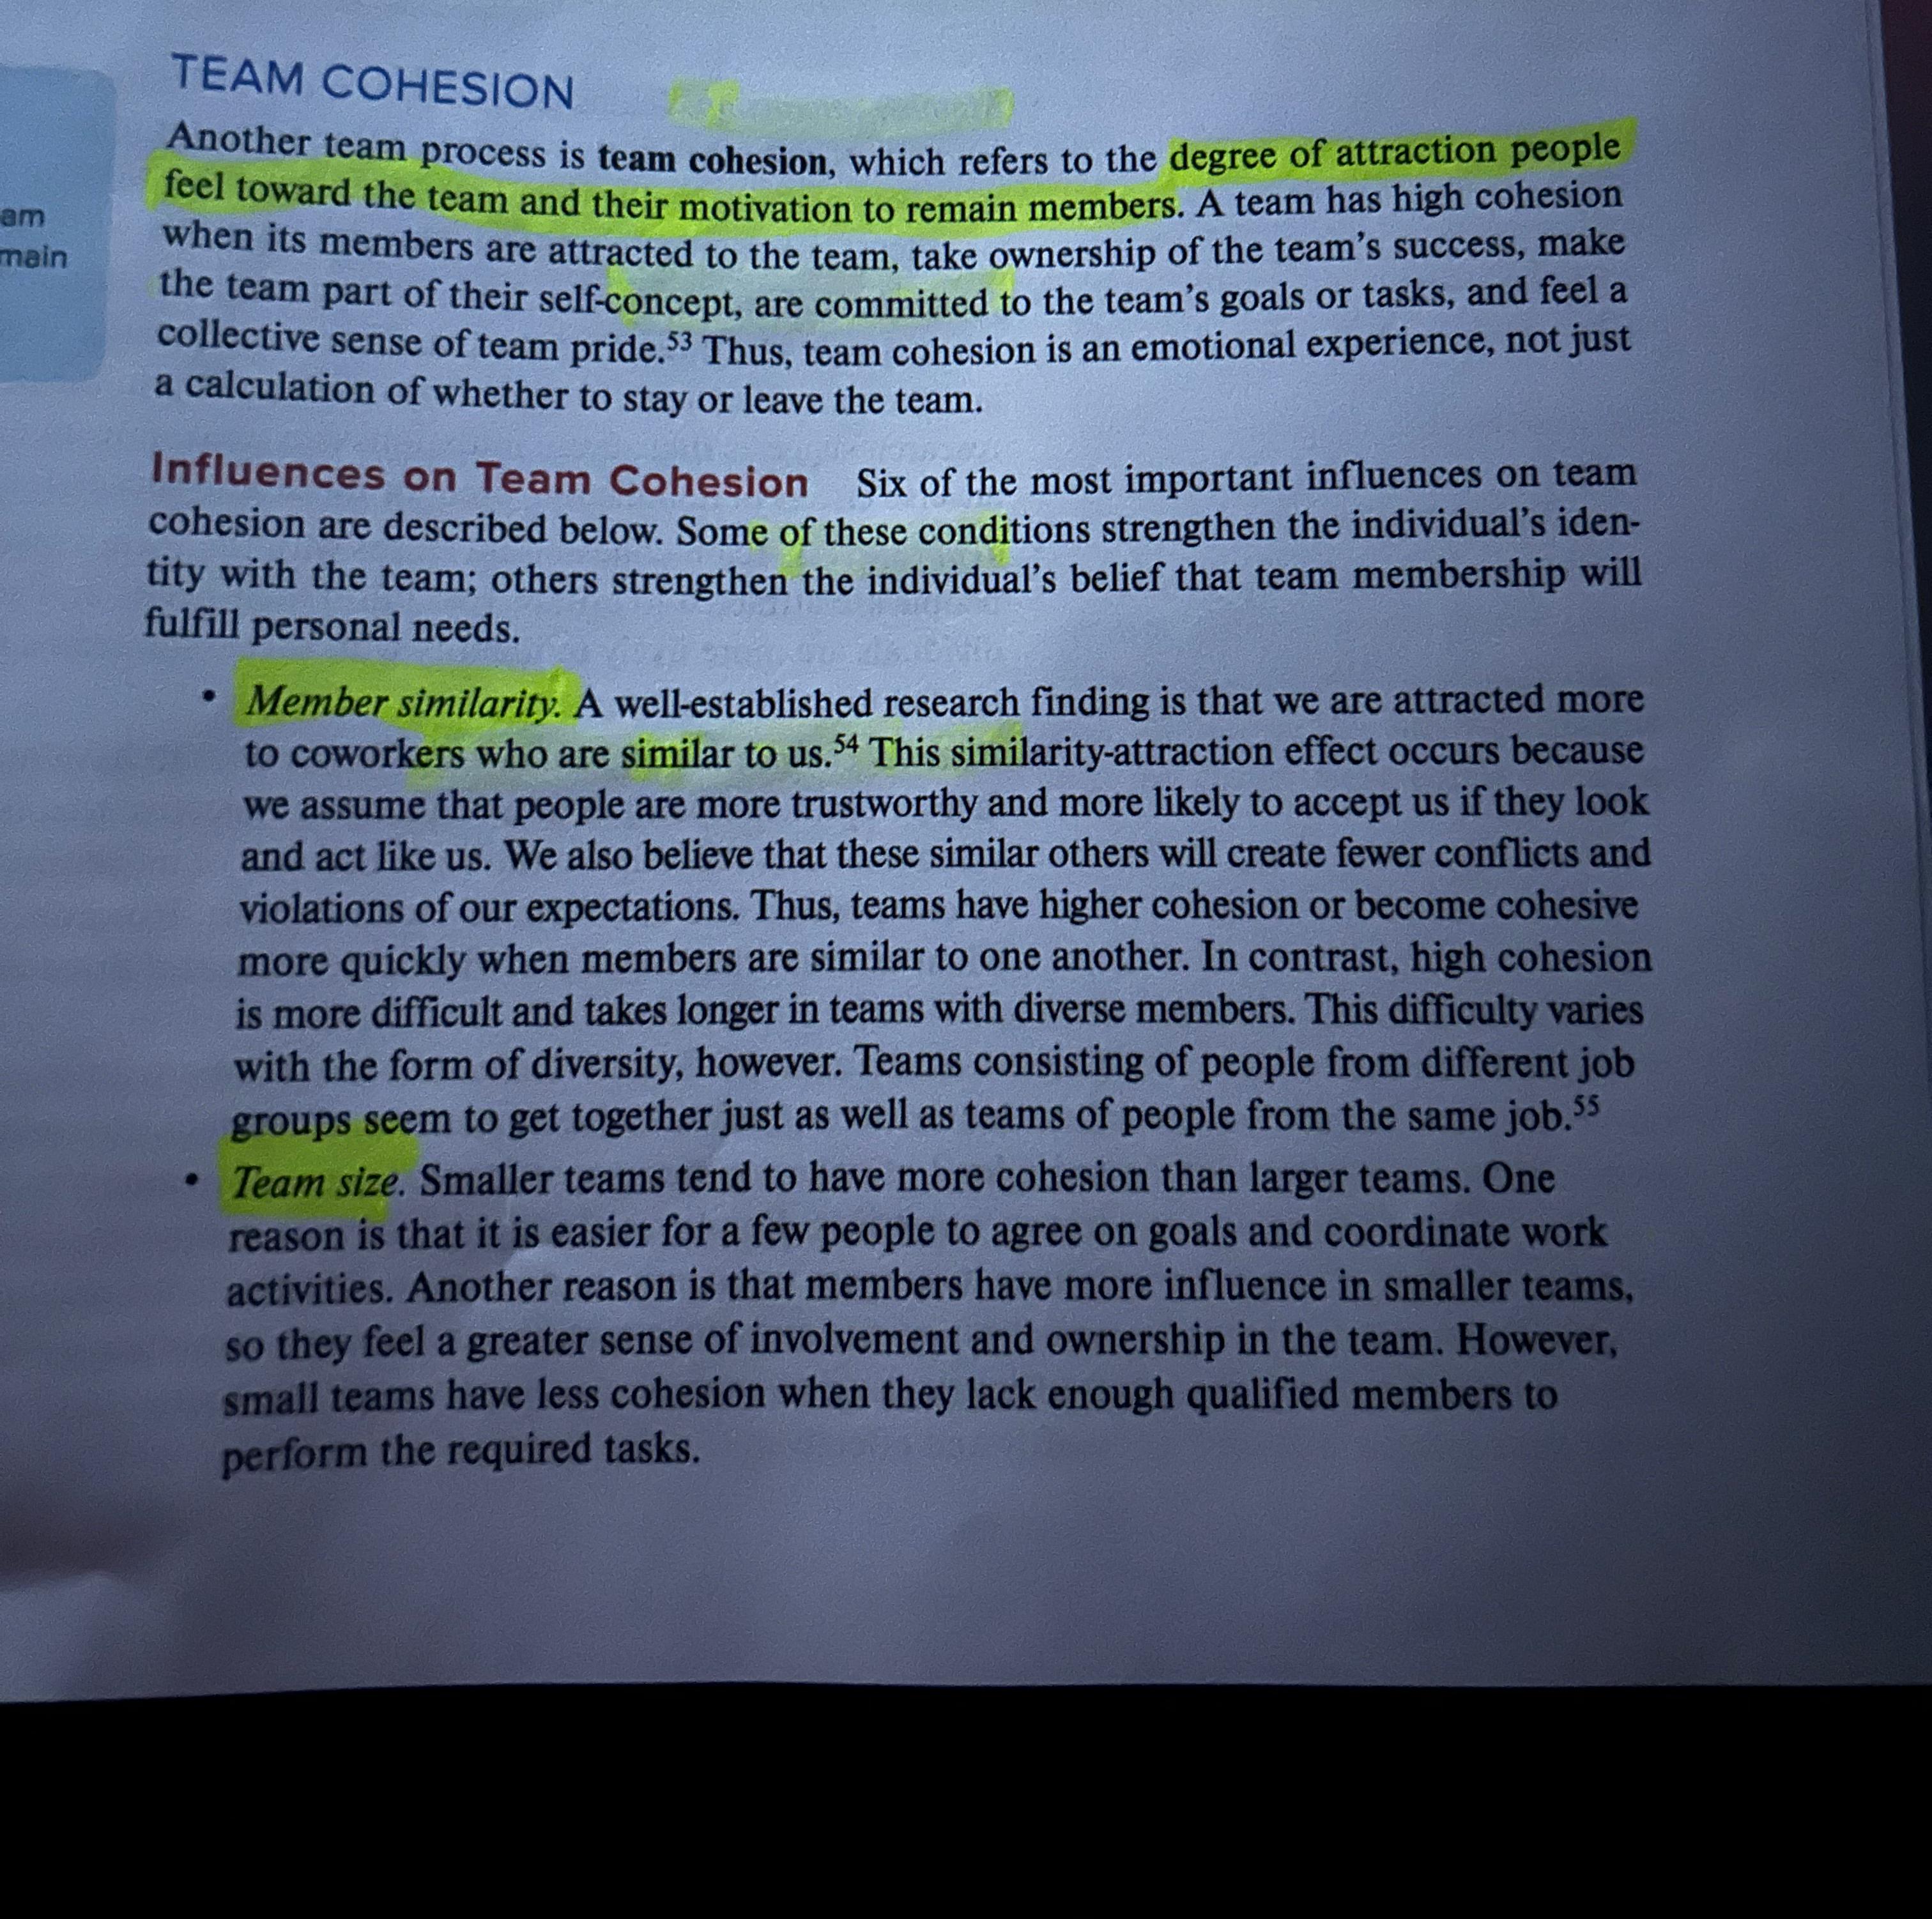 TEAM COHESION
Another team process is team cohesion, which refers to the degree of attraction people
feel toward the team and their motivation to remain members. A team has high cohesion
when its members are attracted to the team, take ownership of the team's success, make
the team part of their self-concept, are committed to the team's goals or tasks, and feel a
collective sense of team pride.53 Thus, team cohesion is an emotional experience, not just
a calculation of whether to stay or leave the team.
am
main
Influences on Team Cohesion Six of the most important influences on team
cohesion are described below. Some of these conditions strengthen the individual's iden-
tity with the team; others strengthen the individual's belief that team membership will
fulfill personal needs.
• Member similarity. A well-established research finding is that we are attracted more
to coworkers who are similar to us.54 This similarity-attraction effect occurs because
we assume that people are more trustworthy and more likely to accept us if they look
and act like us. We also believe that these similar others will create fewer conflicts and
violations of our expectations. Thus, teams have higher cohesion or become cohesive
more quickly when members are similar to one another. In contrast, high cohesion
is more difficult and takes longer in teams with diverse members. This difficulty varies
with the form of diversity, however. Teams consisting of people from different job
groups seem to get together just as well as teams of people from the same job.55
• Team size. Smaller teams tend to have more cohesion than larger teams. One
reason is that it is easier for a few people to agree on goals and coordinate work
activities. Another reason is that members have more influence in smaller teams,
so they feel a greater sense of involvement and ownership in the team. However,
small teams have less cohesion when they lack enough qualified members to
perform the required tasks.